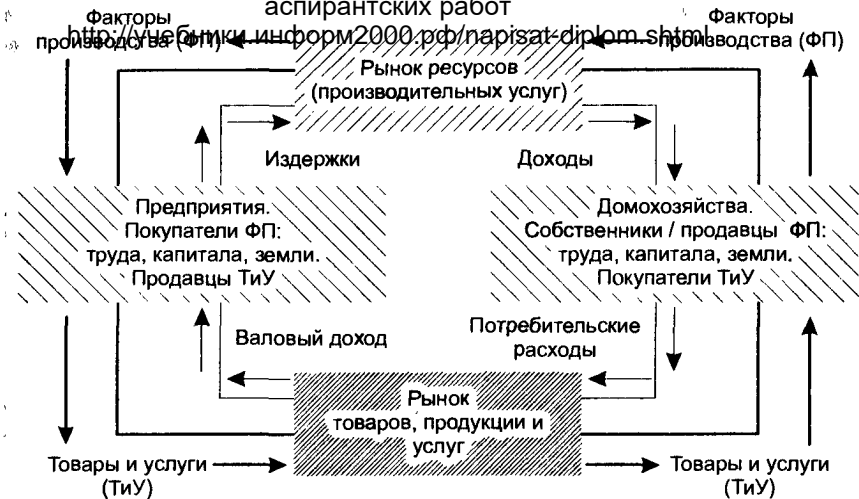 аспирантских работ
http://учебники.информ2000.рф/napisat-diplom.shtml
Факторы
производства (ФП)
Факторы
производства (ФП)
Рынок ресурсов
(производительных услуг)
Издержки
Доходы
Предприятия.
Покупатели ФП:
труда, капитала, земли.
Продавцы ТиУ
Домохозяйства.
Собственники / продавцы ФП:
труда, капитала, земли.
Покупатели ТиУ
Валовый доход
Потребительские
расходы
Рынок
товаров, продукции и
услуг
Товары и услуги
(ТиУ)
Товары и услуги
(ТиУ)